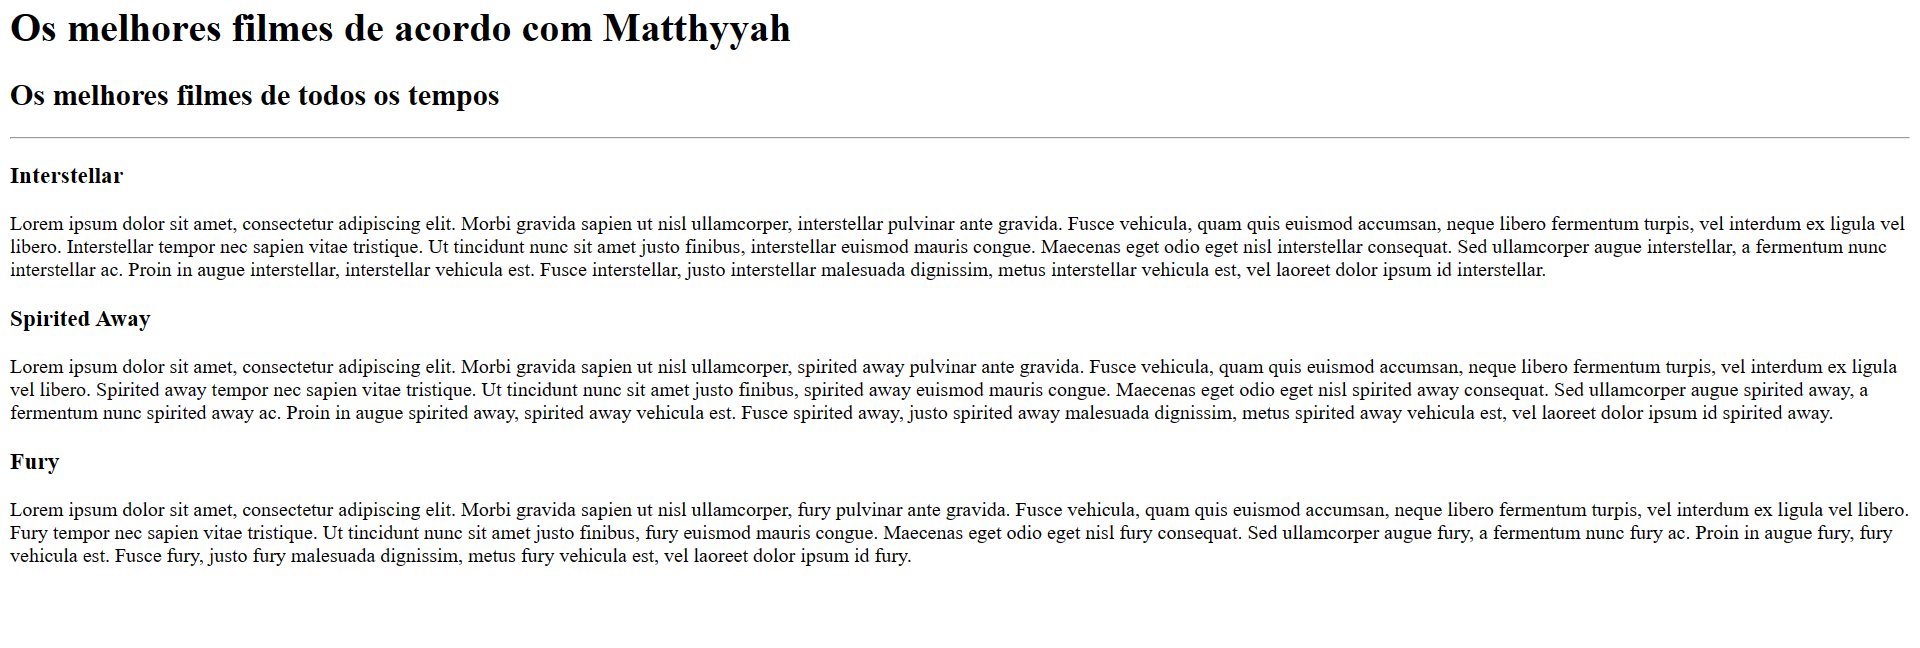 Os melhores filmes de acordo com Matthyyah
Os melhores filmes de todos os tempos
Interstellar
Lorem ipsum dolor sit amet, consectetur adipiscing elit. Morbi gravida sapien ut nisl ullamcorper, interstellar pulvinar ante gravida. Fusce vehicula, quam quis euismod accumsan, neque libero fermentum turpis, vel interdum ex ligula vel
libero. Interstellar tempor nec sapien vitae tristique. Ut tincidunt nunc sit amet justo finibus, interstellar euismod mauris congue. Maecenas eget odio eget nisl interstellar consequat. Sed ullamcorper augue interstellar, a fermentum nunc
interstellar ac. Proin in augue interstellar, interstellar vehicula est. Fusce interstellar, justo interstellar malesuada dignissim, metus interstellar vehicula est, vel laoreet dolor ipsum id interstellar.
Spirited Away
Lorem ipsum dolor sit amet, consectetur adipiscing elit. Morbi gravida sapien ut nisl ullamcorper, spirited away pulvinar ante gravida. Fusce vehicula, quam quis euismod accumsan, neque libero fermentum turpis, vel interdum ex ligula
vel libero. Spirited away tempor nec sapien vitae tristique. Ut tincidunt nunc sit amet justo finibus, spirited away euismod mauris congue. Maecenas eget odio eget nisl spirited away consequat. Sed ullamcorper augue spirited away, a
fermentum nunc spirited away ac. Proin in augue spirited away, spirited away vehicula est. Fusce spirited away, justo spirited away malesuada dignissim, metus spirited away vehicula est, vel laoreet dolor ipsum id spirited away.
Fury
Lorem ipsum dolor sit amet, consectetur adipiscing elit. Morbi gravida sapien ut nisl ullamcorper, fury pulvinar ante gravida. Fusce vehicula, quam quis euismod accumsan, neque libero fermentum turpis, vel interdum ex ligula vel libero.
Fury tempor nec sapien vitae tristique. Ut tincidunt nunc sit amet justo finibus, fury euismod mauris congue. Maecenas eget odio eget nisl fury consequat. Sed ullamcorper augue fury, a fermentum nunc fury ac. Proin in augue fury, fury
vehicula est. Fusce fury, justo fury malesuada dignissim, metus fury vehicula est, vel laoreet dolor ipsum id fury.